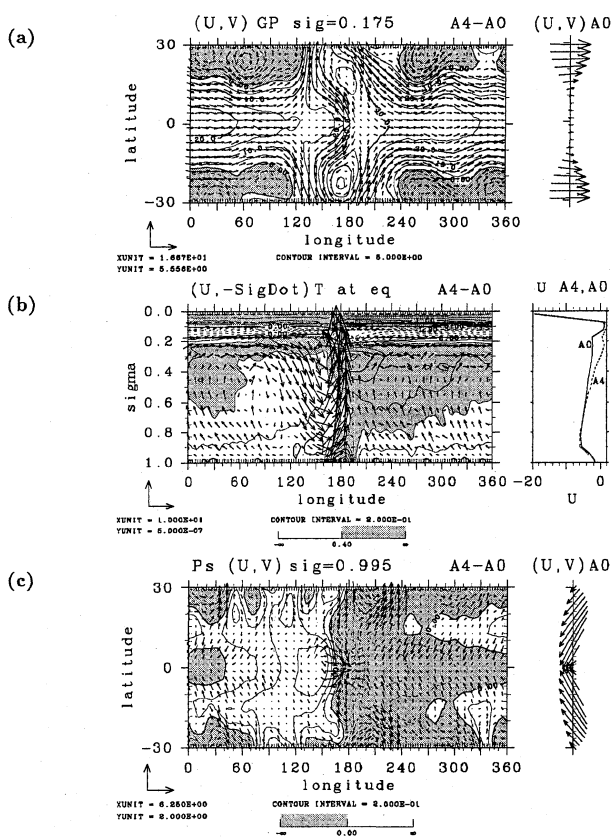 (a)
(U,V) GP sig=0.175 A4-A0 (U,V)A0
30
0
-30
latitude
0 60 120 180 240 300 360
longitude
XUNIT = 1.667E+01
YUNIT = 5.556E+00
CONTOUR INTERVAL = 5.000E+00
(b)
(U,-SigDot)T at eq A4-A0 U A4,A0
0.0
0.2
0.4
0.6
0.8
1.0
sigma
A0
A4
0 60 120 180 240 300 360
longitude
-20 0
U
XUNIT = 1.000E+01
YUNIT = 5.000E-07
CONTOUR INTERVAL = 2.000E-01
-∞ 0.40 ∞
(c)
Ps (U,V) sig=0.995 A4-A0 (U,V)A0
30
0
-30
latitude
0 60 120 180 240 300 360
longitude
XUNIT = 6.250E+00
YUNIT = 2.000E+00
CONTOUR INTERVAL = 2.000E-01
-∞ 0.00 ∞